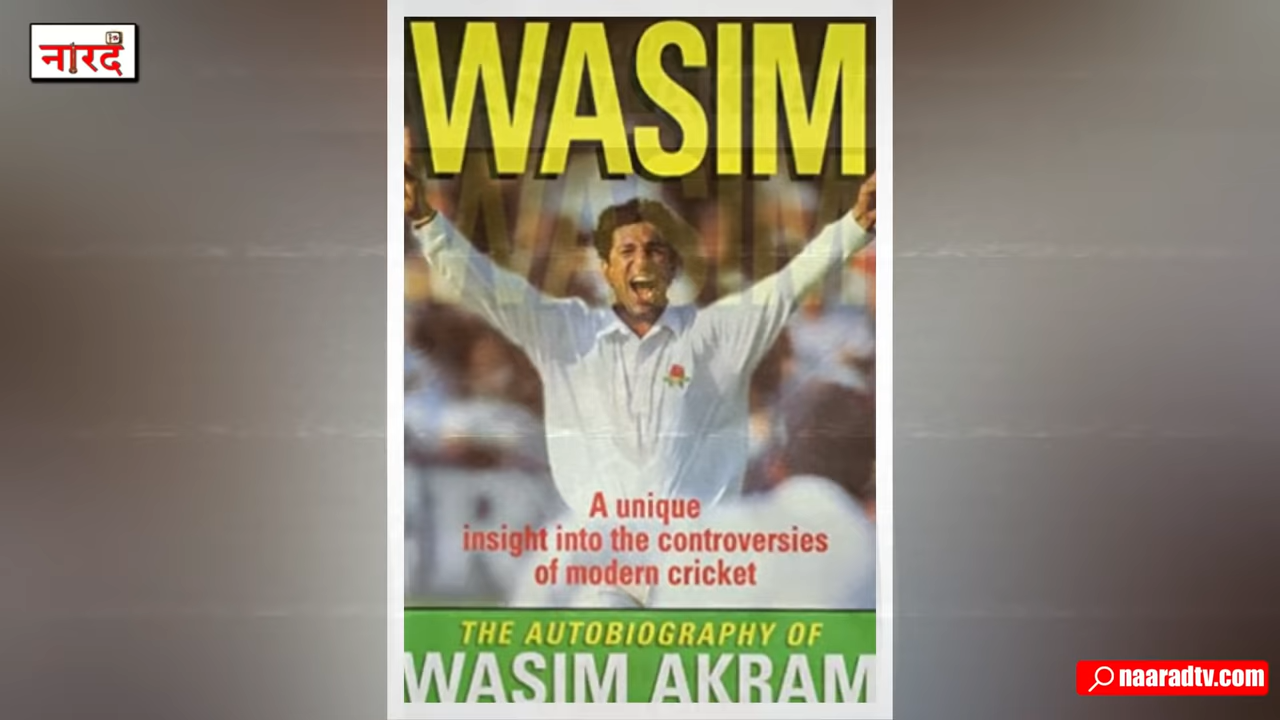 नारद
WASIM
A unique
insight into the controversies
of modern cricket
THE AUTOBIOGRAPHY OF
WASIM AKRAM
naaradtv.com